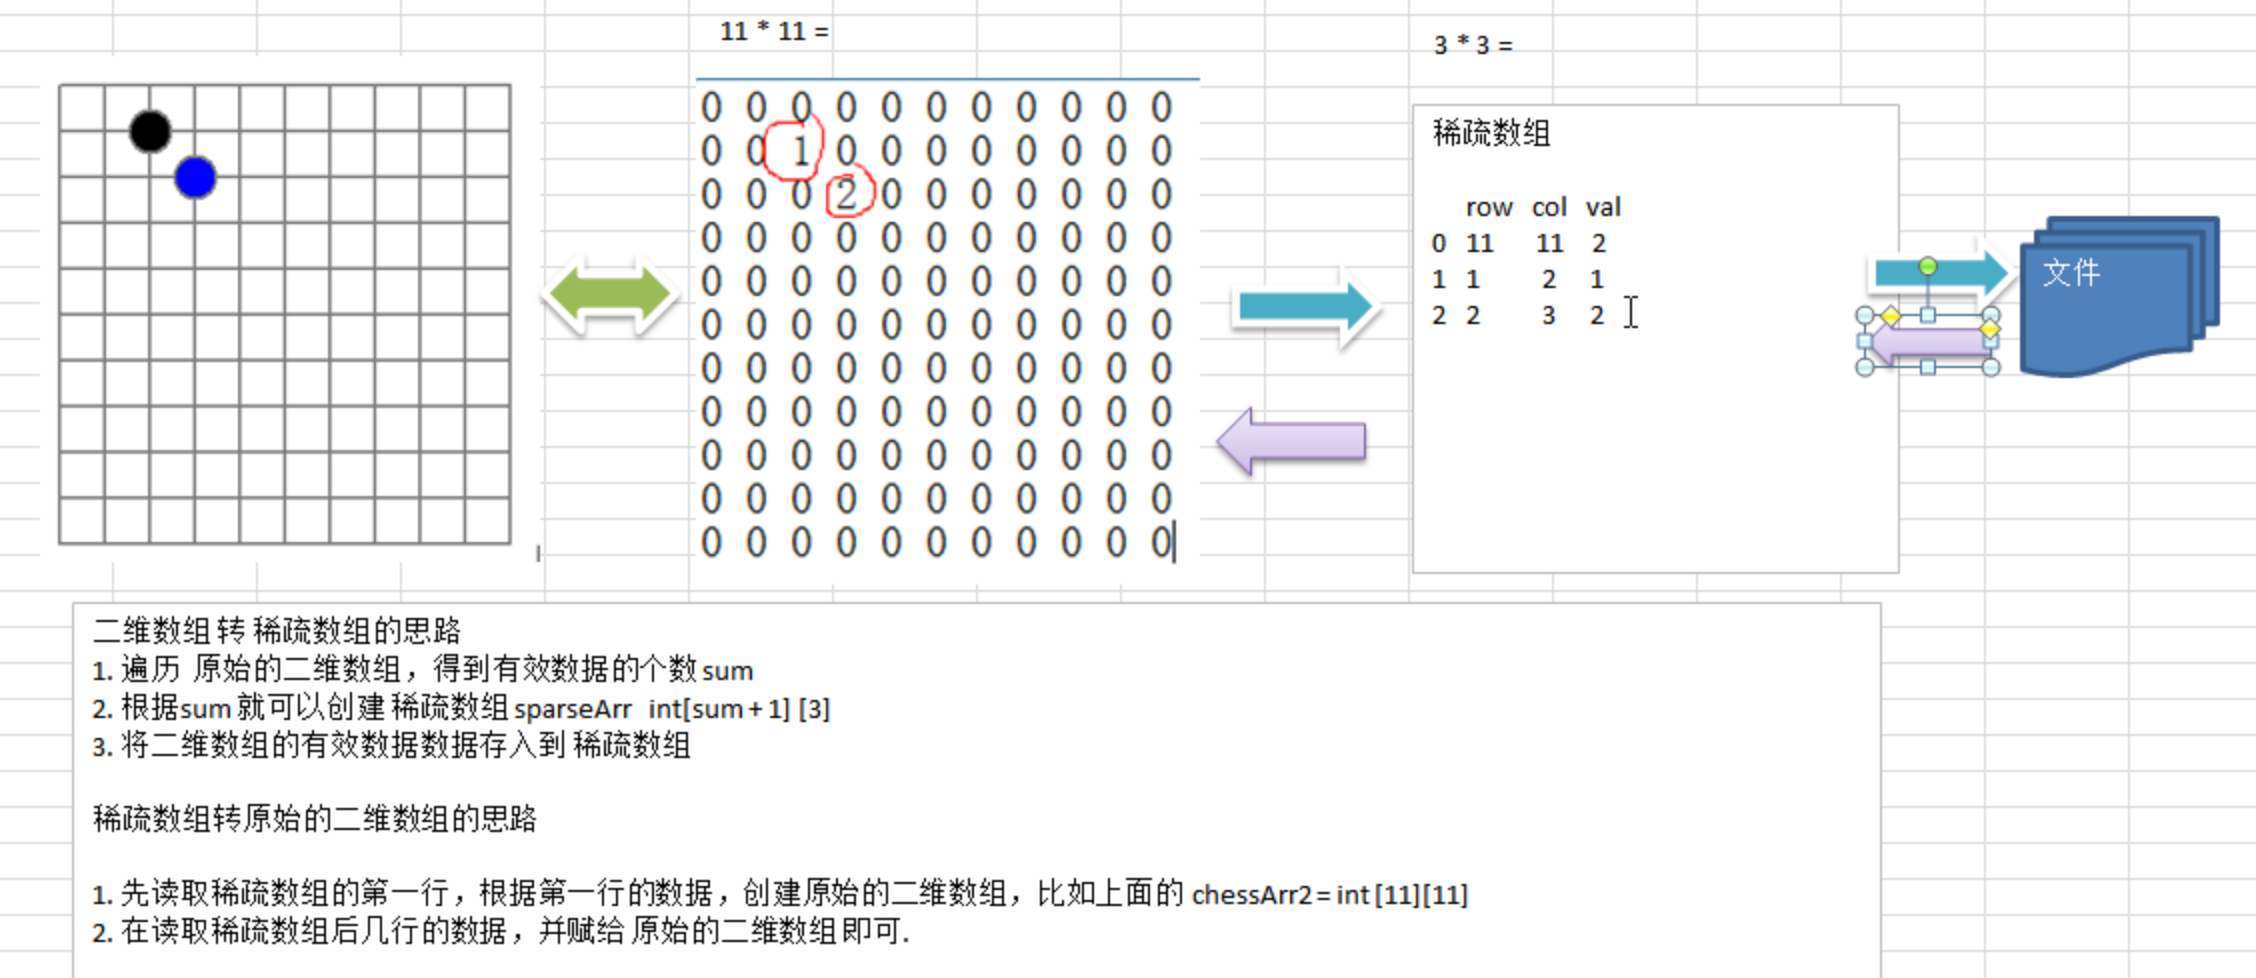 11 * 11 =
3 * 3 =
0 0 0 0 0 0 0 0 0 0 0
0 0 1 0 0 0 0 0 0 0 0
0 0 0 2 0 0 0 0 0 0 0
0 0 0 0 0 0 0 0 0 0 0
0 0 0 0 0 0 0 0 0 0 0
0 0 0 0 0 0 0 0 0 0 0
0 0 0 0 0 0 0 0 0 0 0
0 0 0 0 0 0 0 0 0 0 0
0 0 0 0 0 0 0 0 0 0 0
0 0 0 0 0 0 0 0 0 0 0
0 0 0 0 0 0 0 0 0 0 0
稀疏数组
row col val
0 11 11 2
1 1 2 1
2 2 3 2
文件
二维数组 转 稀疏数组的思路
1. 遍历 原始的二维数组，得到有效数据的个数 sum
2. 根据sum 就可以创建 稀疏数组 sparseArr int[sum + 1] [3]
3. 将二维数组的有效数据数据存入到 稀疏数组
稀疏数组转原始的二维数组的思路
1. 先读取稀疏数组的第一行，根据第一行的数据，创建原始的二维数组，比如上面的 chessArr2 = int [11][11]
2. 在读取稀疏数组后几行的数据，并赋给 原始的二维数组 即可.